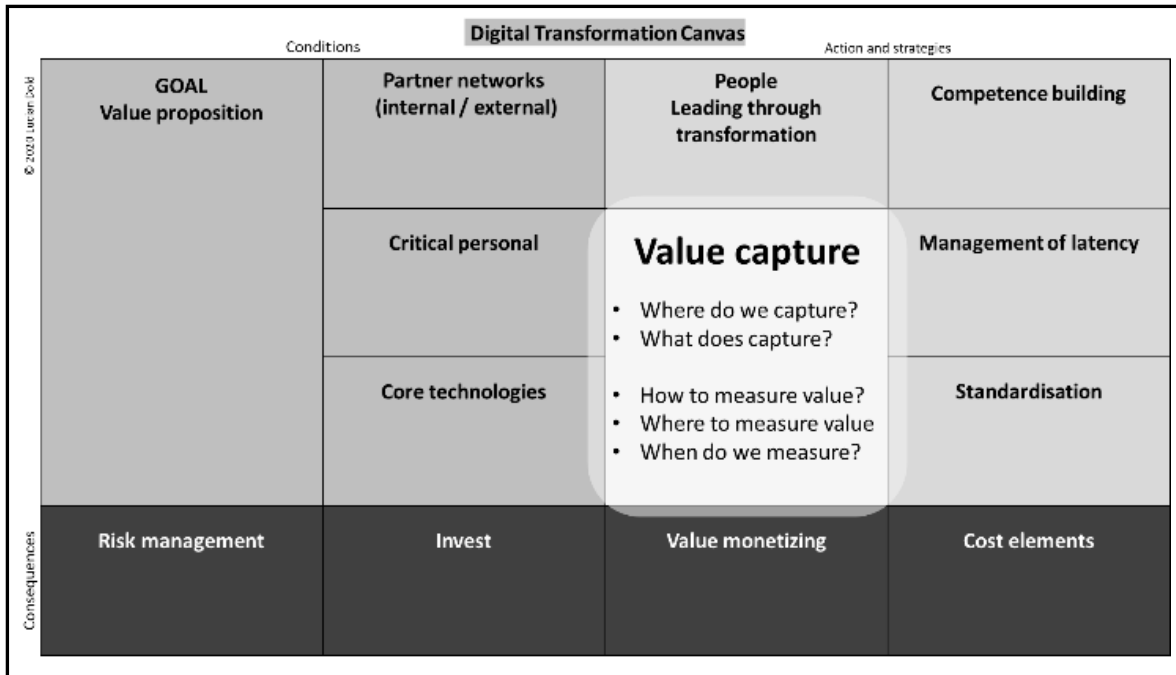 Digital Transformation Canvas
Conditions
Action and strategies
© 2020 Lucian Dold
GOAL
Value proposition
Partner networks
(internal / external)
People
Leading through
transformation
Competence building
Critical personal
Value capture
• Where do we capture?
• What does capture?
• How to measure value?
• Where to measure value
• When do we measure?
Management of latency
Core technologies
Standardisation
Consequences
Risk management
Invest
Value monetizing
Cost elements